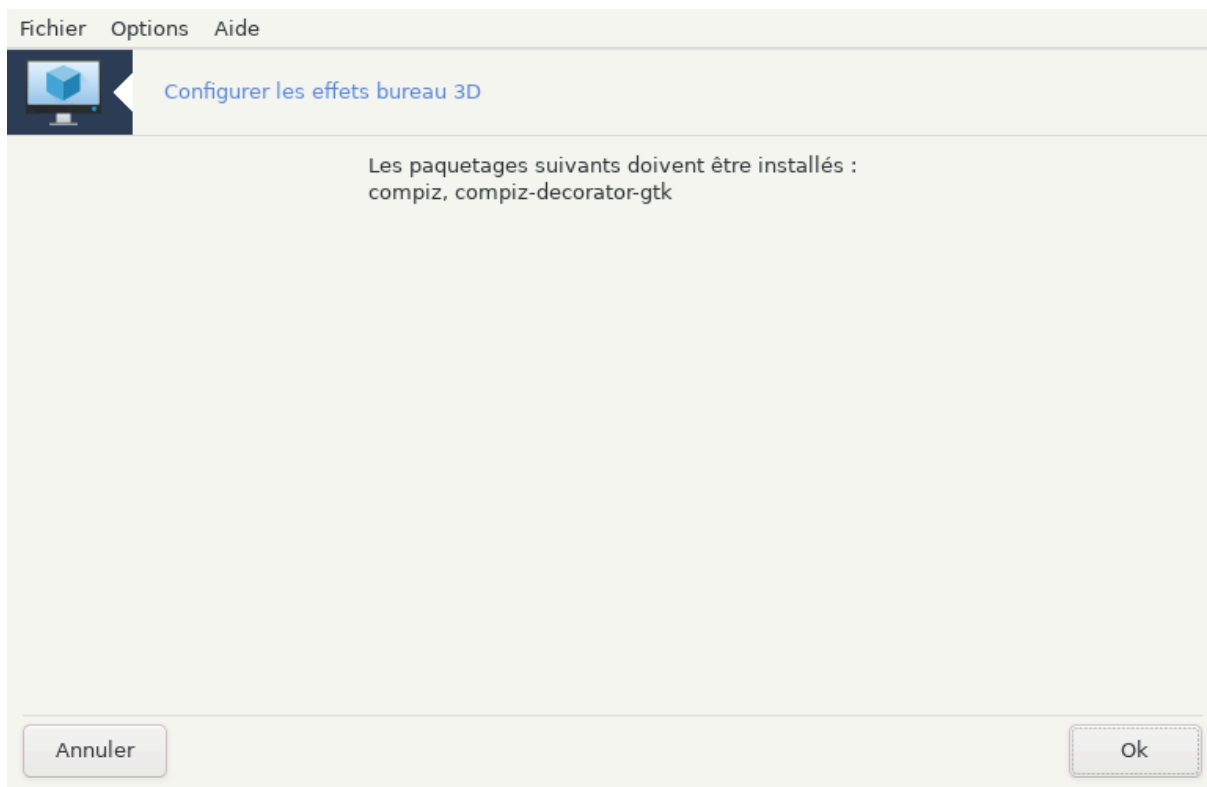 Fichier Options Aide
Configurer les effets bureau 3D
Les paquetages suivants doivent être installés :
compiz, compiz-decorator-gtk
Annuler Ok